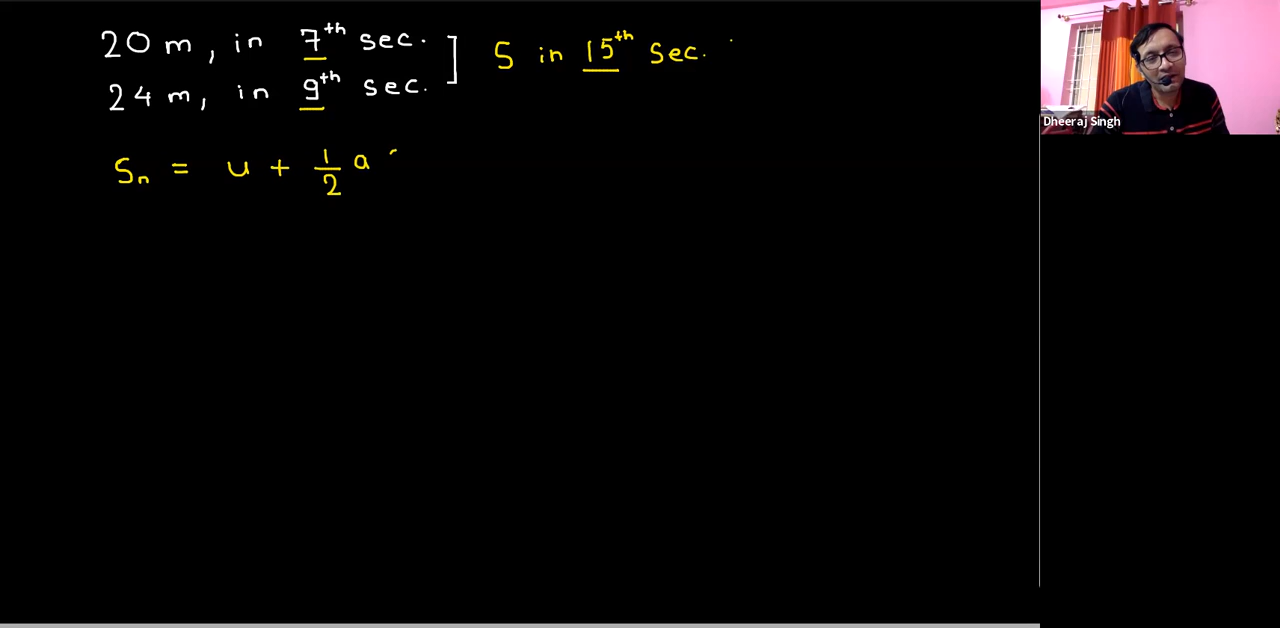 20 m, in 7th sec. ] S in 15th sec.
24 m, in 9th sec.
Sn = u + 1/2 a
Dheeraj Singh